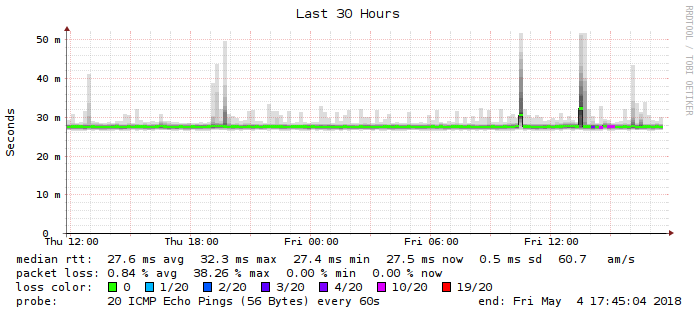 Last 30 Hours
RRDTOOL / TOBI OETIKER
Seconds
50 m
40 m
30 m
20 m
10 m
0
Thu 12:00 Thu 18:00 Fri 00:00 Fri 06:00 Fri 12:00
median rtt: 27.6 ms avg 32.3 ms max 27.4 ms min 27.5 ms now 0.5 ms sd 60.7 am/s
packet loss: 0.84 % avg 38.26 % max 0.00 % min 0.00 % now
loss color: 0 1/20 2/20 3/20 4/20 10/20 19/20
probe: 20 ICMP Echo Pings (56 Bytes) every 60s end: Fri May 4 17:45:04 2018